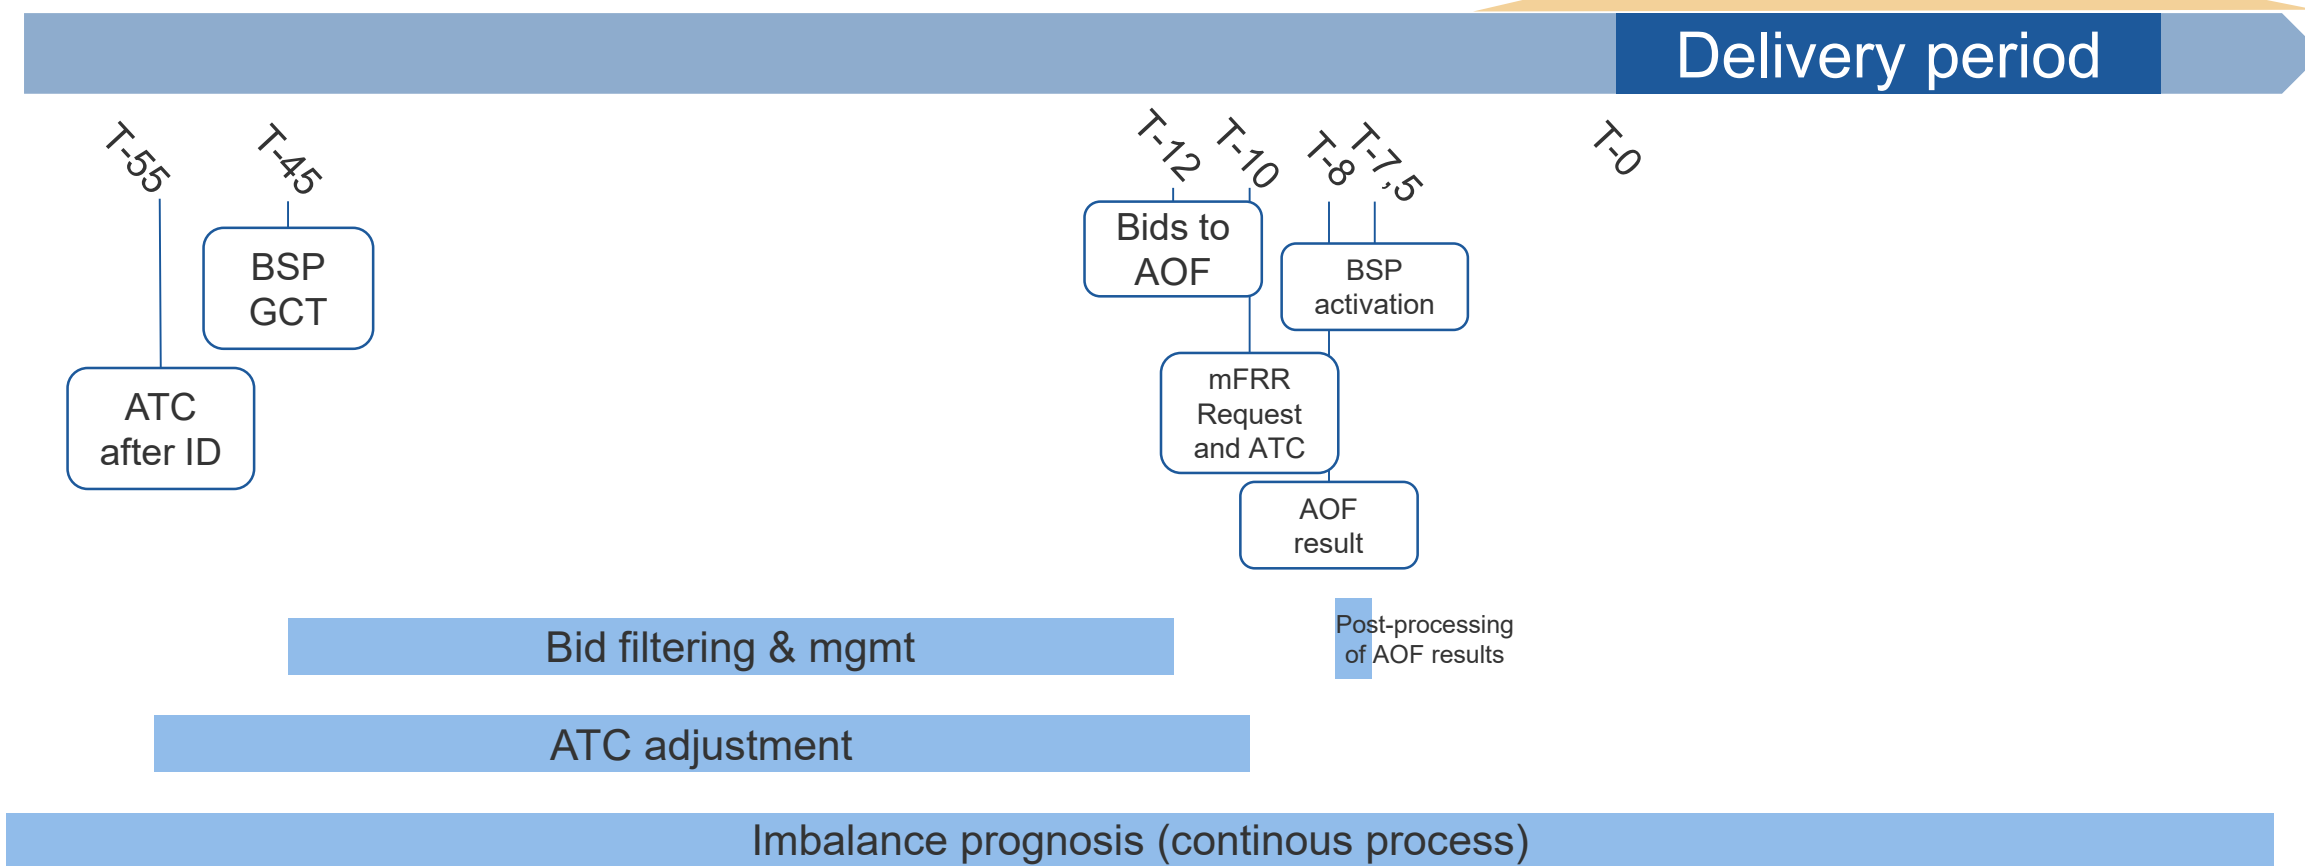 Delivery period
T-55
T-45
T-12
T-10
T-8
T-7,5
T-0
BSP
GCT
ATC
after ID
Bids to
AOF
BSP
activation
mFRR
Request
and ATC
AOF
result
Bid filtering & mgmt
Post-processing
of AOF results
ATC adjustment
Imbalance prognosis (continous process)